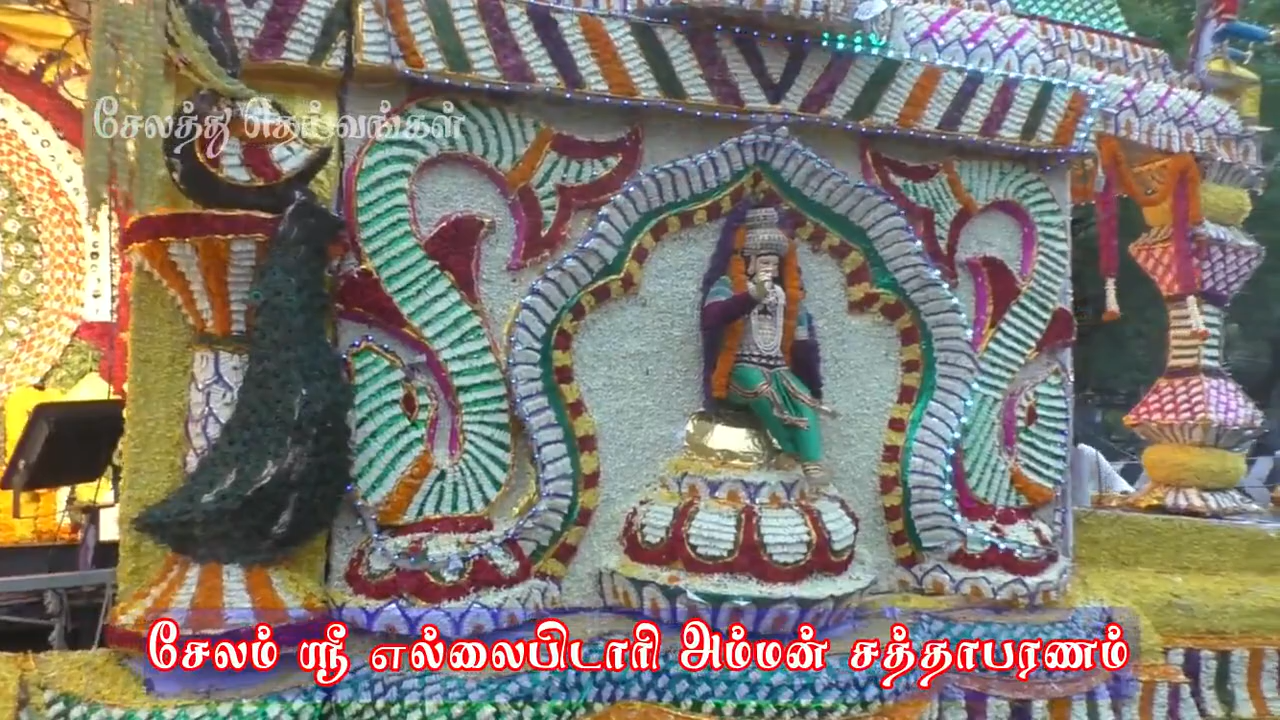 சேலத்து தெய்வங்கள்
சேலம் ஸ்ரீ எல்லைபிடாரி அம்மன் சத்தாபரணம்